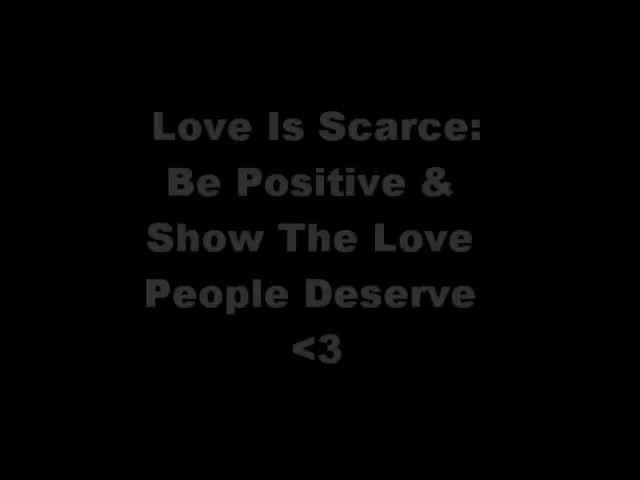 Love Is Scarce:
Be Positive &
Show The Love
People Deserve
<3